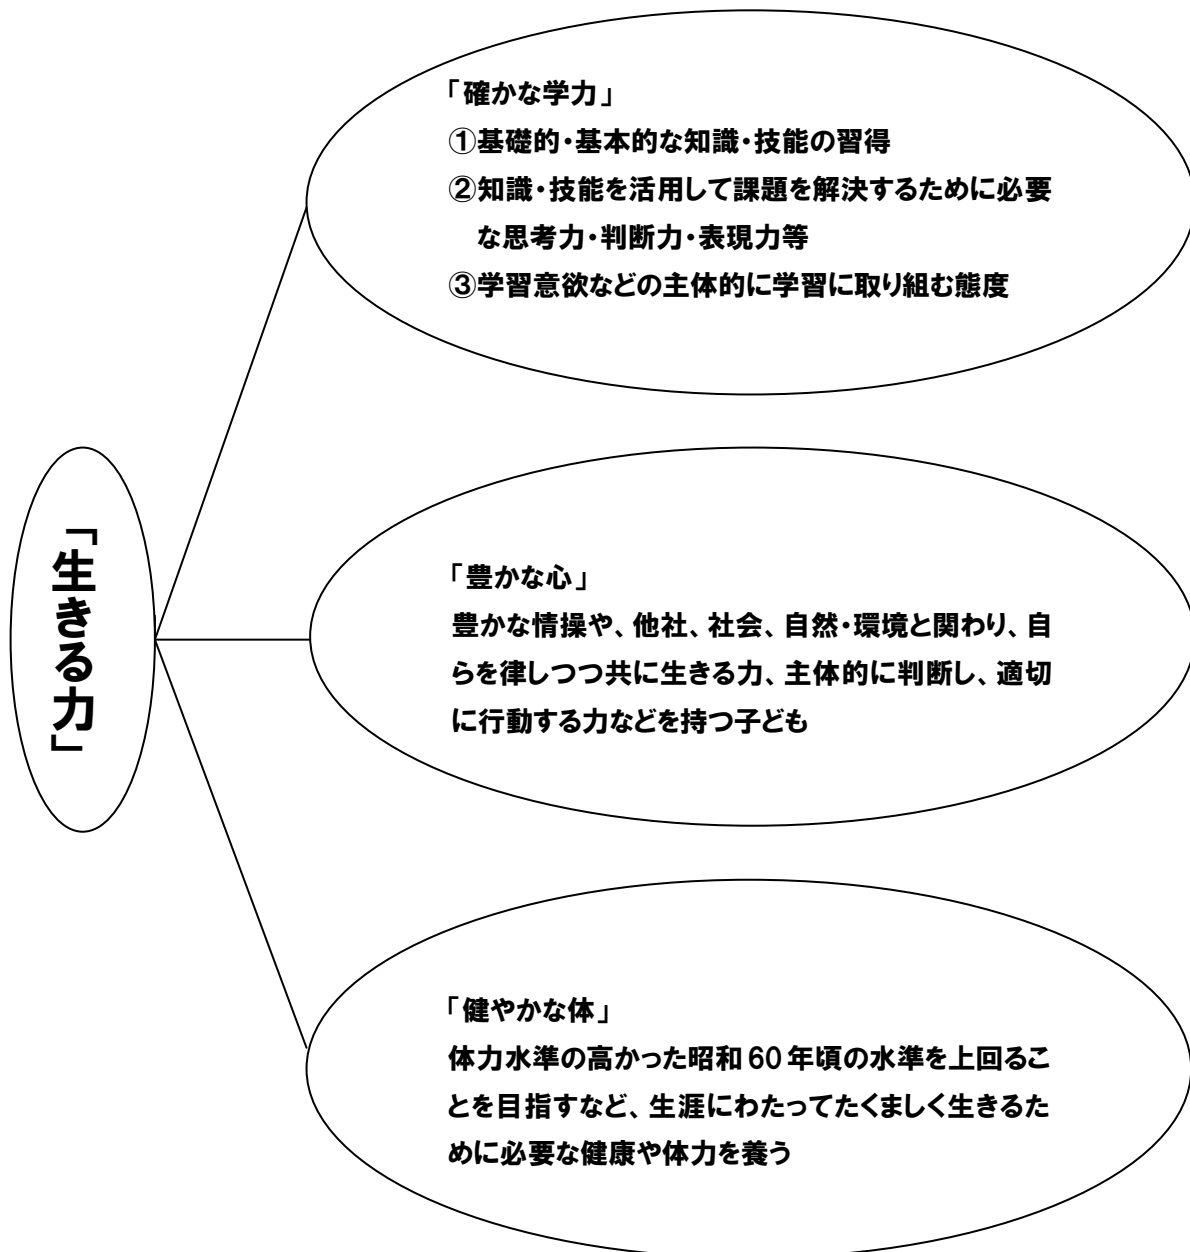 「生きる力」
「確かな学力」
①基礎的・基本的な知識・技能の習得
②知識・技能を活用して課題を解決するために必要
な思考力・判断力・表現力等
③学習意欲などの主体的に学習に取り組む態度
「豊かな心」
豊かな情操や、他社、社会、自然・環境と関わり、自
らを律しつつ共に生きる力、主体的に判断し、適切
に行動する力などを持つ子ども
「健やかな体」
体力水準の高かった昭和60年頃の水準を上回るこ
とを目指すなど、生涯にわたってたくましく生きるた
めに必要な健康や体力を養う